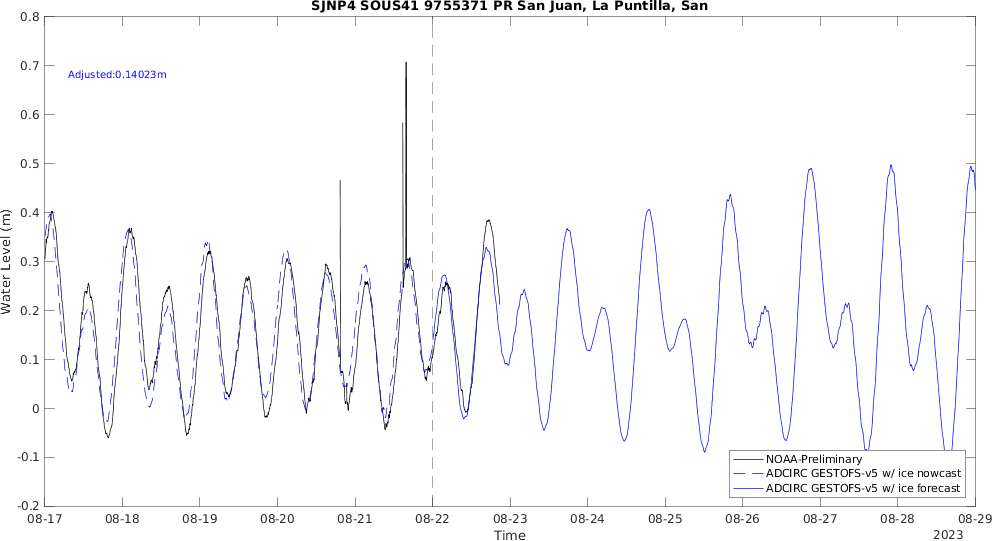 SJNP4 SOUS41 9755371 PR San Juan, La Puntilla, San
Adjusted:0.14023m
Water Level (m)
0.8
0.7
0.6
0.5
0.4
0.3
0.2
0.1
0
-0.1
-0.2
NOAA-Preliminary
ADCIRC GESTOFS-v5 w/ ice nowcast
ADCIRC GESTOFS-v5 w/ ice forecast
08-17 08-18 08-19 08-20 08-21 08-22 08-23 08-24 08-25 08-26 08-27 08-28 08-29
Time
2023